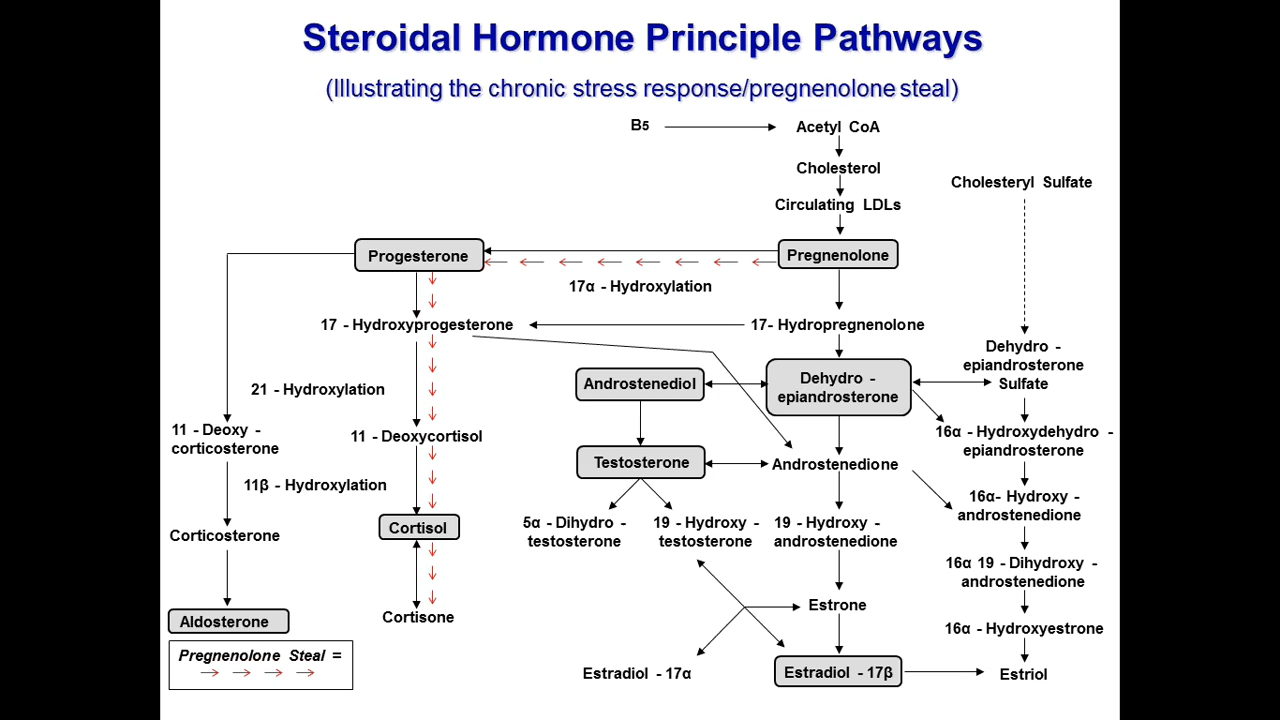 Steroidal Hormone Principle Pathways
(Illustrating the chronic stress response/pregnenolone steal)
B5
Acetyl CoA
Cholesterol
Cholesteryl Sulfate
Circulating LDLs
Progesterone
Pregnenolone
17α - Hydroxylation
17 - Hydroxyprogesterone
17- Hydropregnenolone
Dehydro -
epiandrosterone
Sulfate
Androstenediol
Dehydro -
epiandrosterone
21 - Hydroxylation
11 - Deoxy -
corticosterone
11 - Deoxycortisol
16α - Hydroxydehydro -
epiandrosterone
Testosterone
Androstenedione
11β - Hydroxylation
16α- Hydroxy -
androstenedione
Corticosterone
Cortisol
5α - Dihydro -
testosterone
19 - Hydroxy -
testosterone
19 - Hydroxy -
androstenedione
16α 19 - Dihydroxy -
androstenedione
Aldosterone
Cortisone
Estrone
16α - Hydroxyestrone
Pregnenolone Steal =
Estradiol - 17α
Estradiol - 17β
Estriol